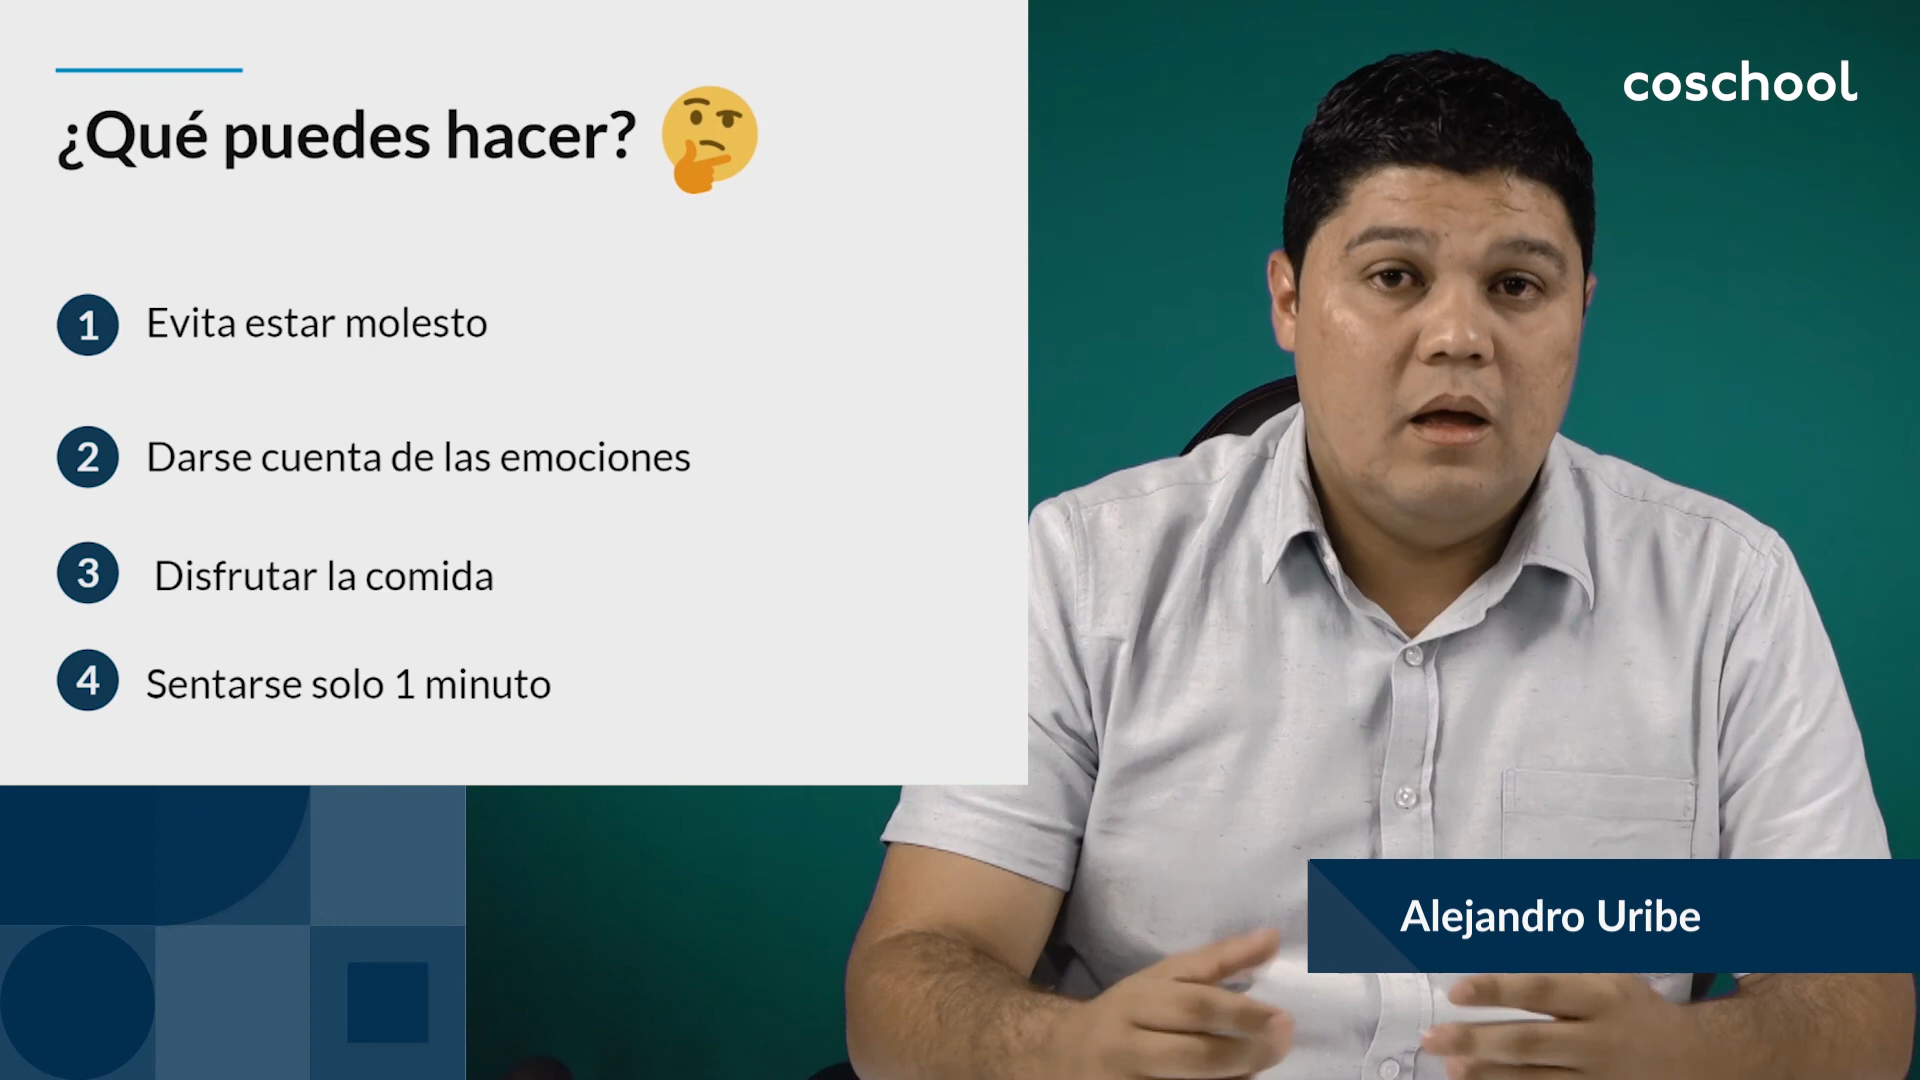 ¿Qué puedes hacer?
1 Evita estar molesto
2 Darse cuenta de las emociones
3 Disfrutar la comida
4 Sentarse solo 1 minuto
coschool
Alejandro Uribe